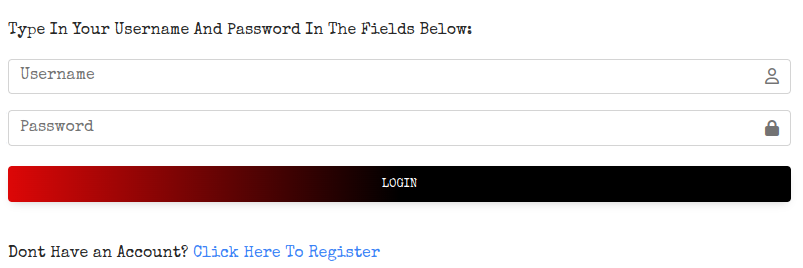 Type In Your Username And Password In The Fields Below:
Username
Password
LOGIN
Dont Have an Account? Click Here To Register